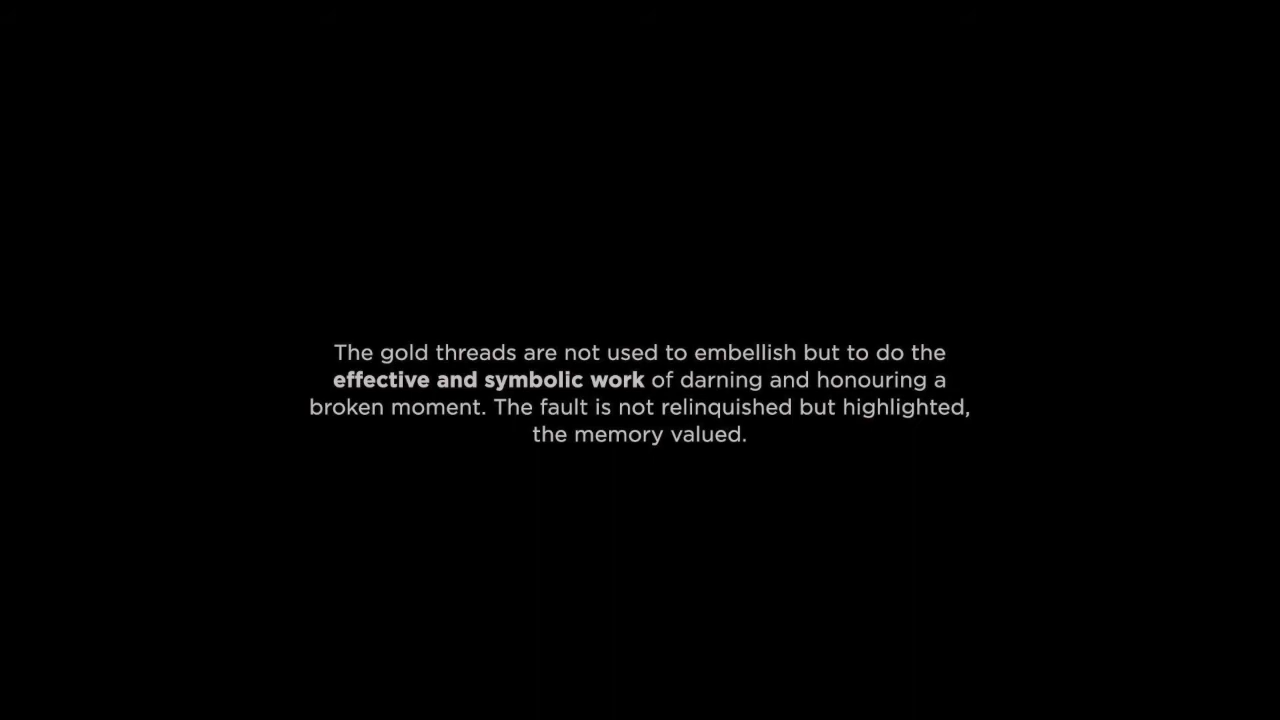 The gold threads are not used to embellish but to do the
effective and symbolic work of darning and honouring a
broken moment. The fault is not relinquished but highlighted,
the memory valued.